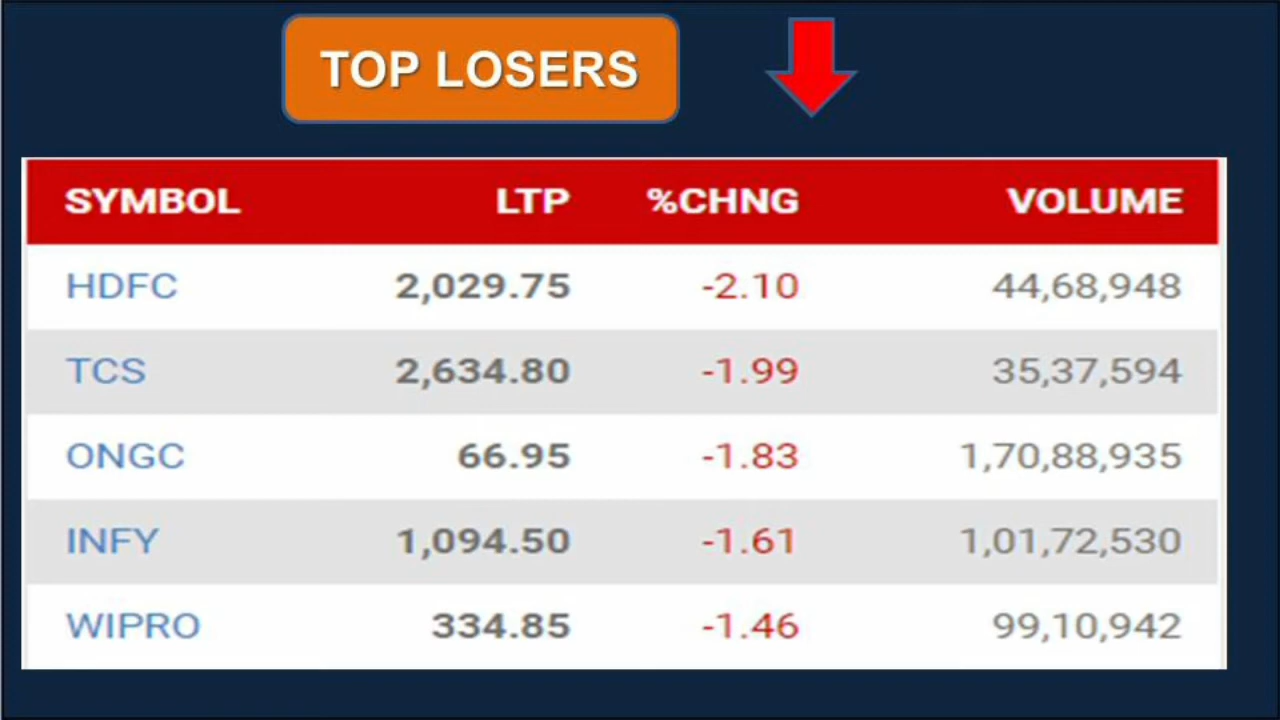 TOP LOSERS
SYMBOL LTP %CHNG VOLUME
HDFC 2,029.75 -2.10 44,68,948
TCS 2,634.80 -1.99 35,37,594
ONGC 66.95 -1.83 1,70,88,935
INFY 1,094.50 -1.61 1,01,72,530
WIPRO 334.85 -1.46 99,10,942